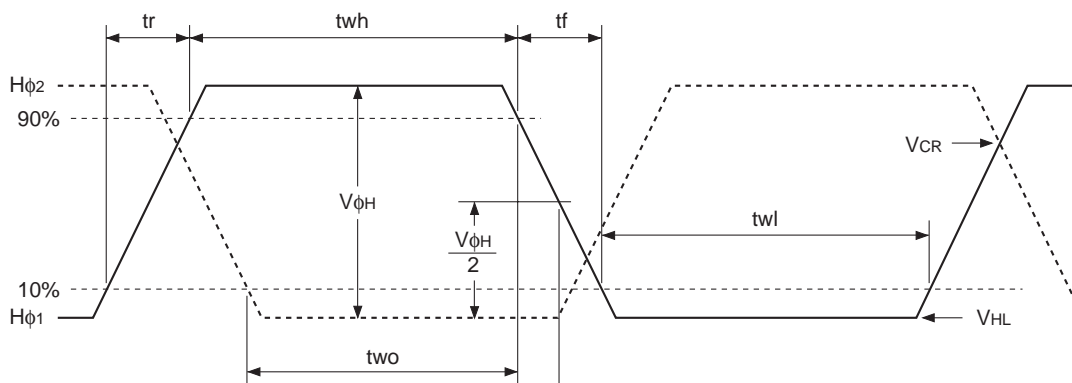 tr
twh
tf
Hϕ2
90%
VCR
VϕH
VϕH
2
twl
10%
Hϕ1
VHL
two